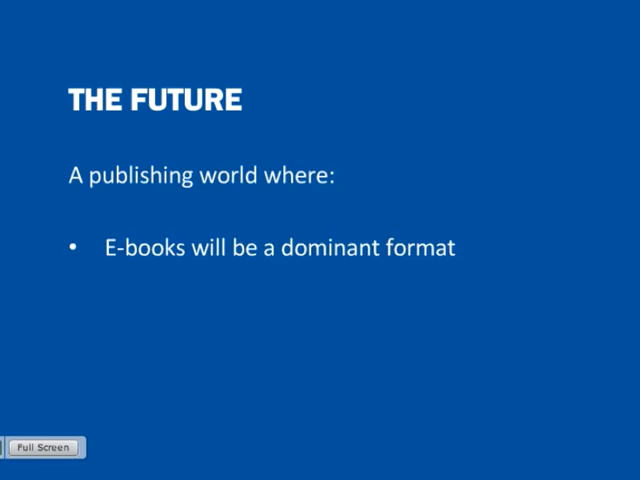 THE FUTURE
A publishing world where:
• E-books will be a dominant format
Full Screen